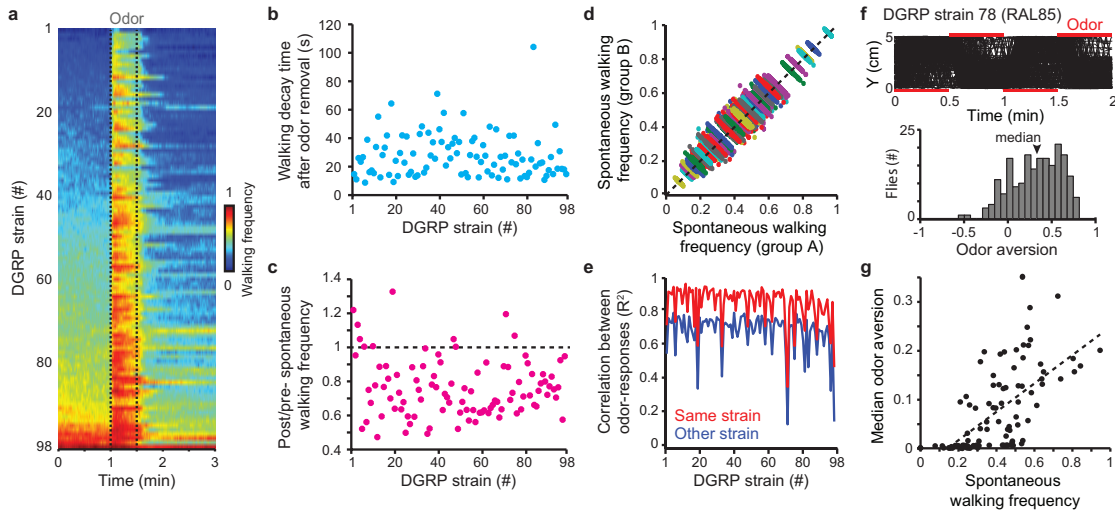 a
Odor
1
20
40
60
80
98
DGRP strain (#)
0
1
2
3
Time (min)
1
0
Walking frequency
b
Walking decay time
after odor removal (s)
120
100
80
60
40
20
0
1
20
40
60
80
98
DGRP strain (#)
c
Post/pre- spontaneous
walking frequency
1.4
1.2
1
0.8
0.6
0.4
1
20
40
60
80
98
DGRP strain (#)
d
Spontaneous walking
frequency (group B)
1
0.8
0.6
0.4
0.2
0
0
0.2
0.4
0.6
0.8
1
Spontaneous walking
frequency (group A)
e
Correlation between
odor-responses (R²)
1
0.8
0.6
0.4
0.2
0
Same strain
Other strain
1
20
40
60
80
98
DGRP strain (#)
f
DGRP strain 78 (RAL85)
Odor
Y (cm)
5
0
0
0.5
1
1.5
2
Time (min)
median
Flies (#)
25
15
5
0
-1
-0.5
0
0.5
1
Odor aversion
g
Median odor aversion
0.3
0.2
0.1
0
0
0.2
0.4
0.6
0.8
1
Spontaneous
walking frequency